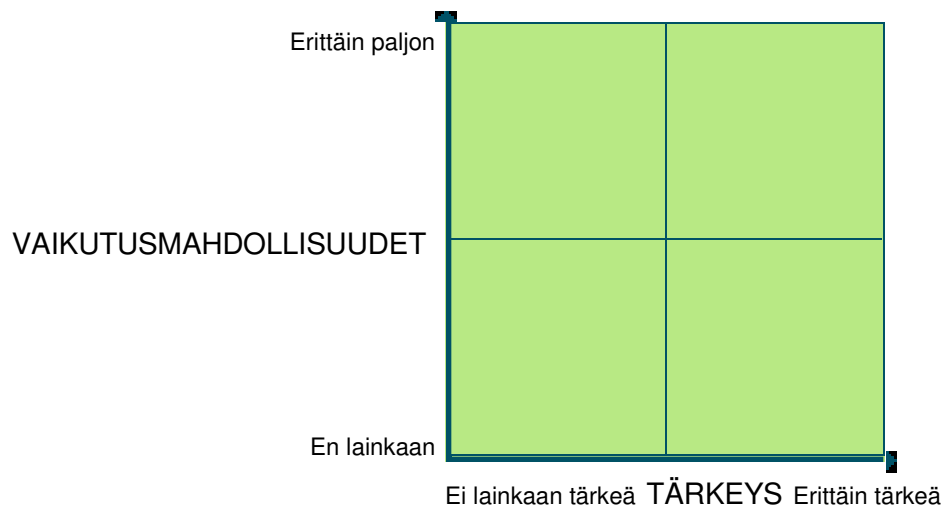 Erittäin paljon
VAIKUTUSMAHDOLLISUUDET
En lainkaan
Ei lainkaan tärkeä TÄRKEYS Erittäin tärkeä